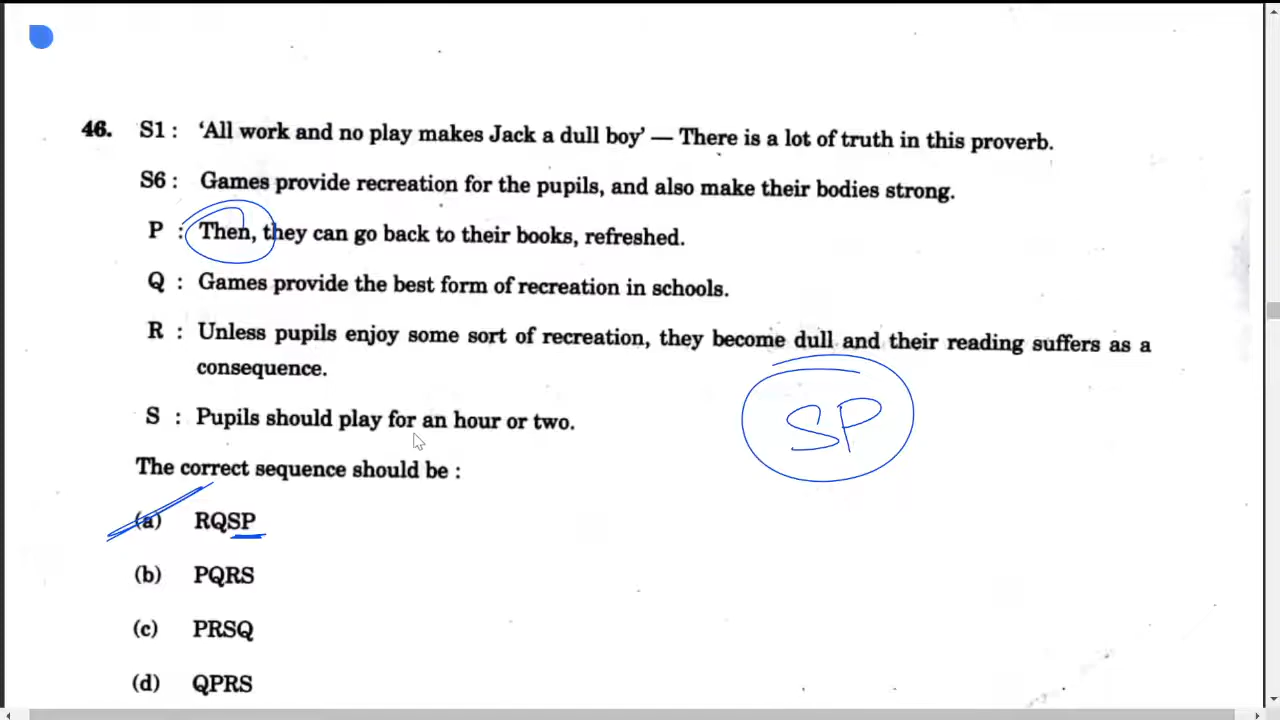 46. S1 : ‘All work and no play makes Jack a dull boy’ — There is a lot of truth in this proverb.
S6 : Games provide recreation for the pupils, and also make their bodies strong.
P : Then, they can go back to their books, refreshed.
Q : Games provide the best form of recreation in schools.
R : Unless pupils enjoy some sort of recreation, they become dull and their reading suffers as a
consequence.
SP
S : Pupils should play for an hour or two.
The correct sequence should be :
(a) RQSP
(b) PQRS
(c) PRSQ
(d) QPRS